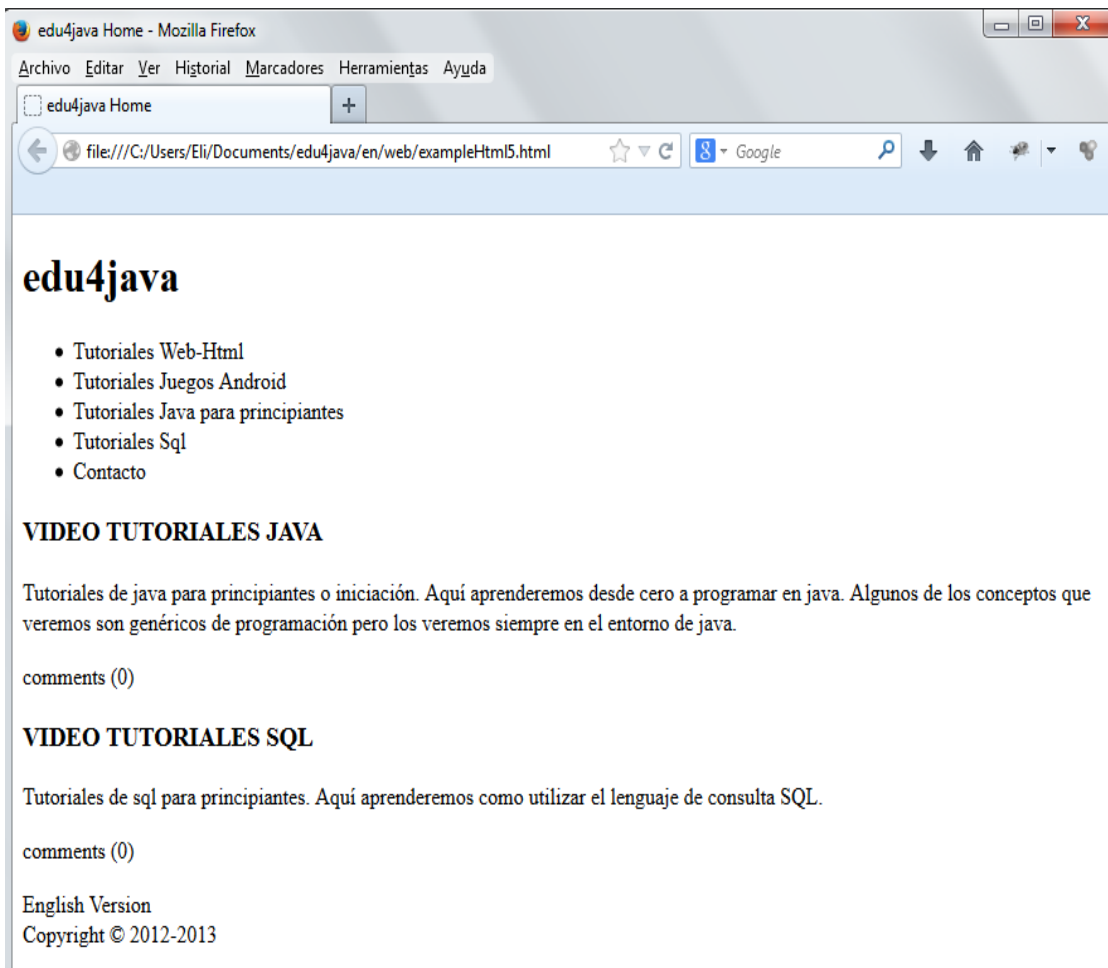 edu4java Home - Mozilla Firefox
Archivo Editar Ver Historial Marcadores Herramientas Ayuda
edu4java Home
file:///C:/Users/Eli/Documents/edu4java/en/web/exampleHtml5.html
Google
edu4java
• Tutoriales Web-Html
• Tutoriales Juegos Android
• Tutoriales Java para principiantes
• Tutoriales Sql
• Contacto
VIDEO TUTORIALES JAVA
Tutoriales de java para principiantes o iniciación. Aquí aprenderemos desde cero a programar en java. Algunos de los conceptos que
veremos son genéricos de programación pero los veremos siempre en el entorno de java.
comments (0)
VIDEO TUTORIALES SQL
Tutoriales de sql para principiantes. Aquí aprenderemos como utilizar el lenguaje de consulta SQL.
comments (0)
English Version
Copyright © 2012-2013